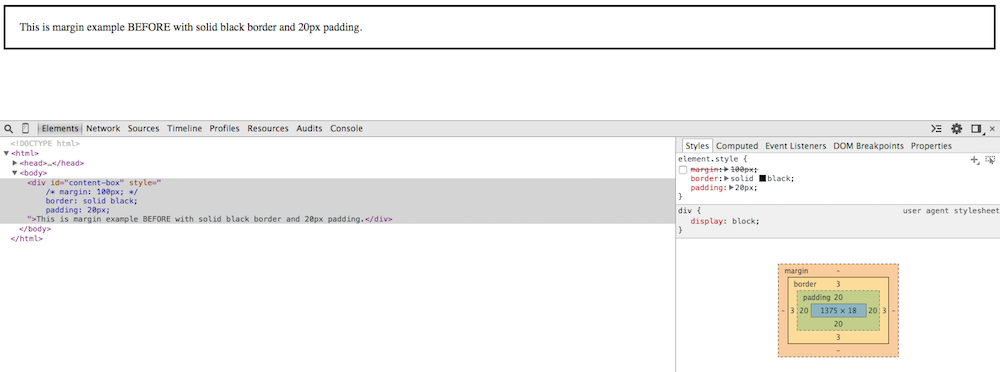 This is margin example BEFORE with solid black border and 20px padding.
Elements Network Sources Timeline Profiles Resources Audits Console
<!DOCTYPE html>
▼<html>
▶<head>…</head>
▼<body>
<div id="content-box" style="
/* margin: 100px; */
border: solid black;
padding: 20px;
">This is margin example BEFORE with solid black border and 20px padding.</div>
</body>
</html>
Styles Computed Event Listeners DOM Breakpoints Properties
element.style {
margin:▶100px;
border:▶solid black;
padding:▶20px;
}
div { user agent stylesheet
display: block;
}
margin -
border 3
padding 20
- 3 20 1375 × 18 20 3 -
20
3
-